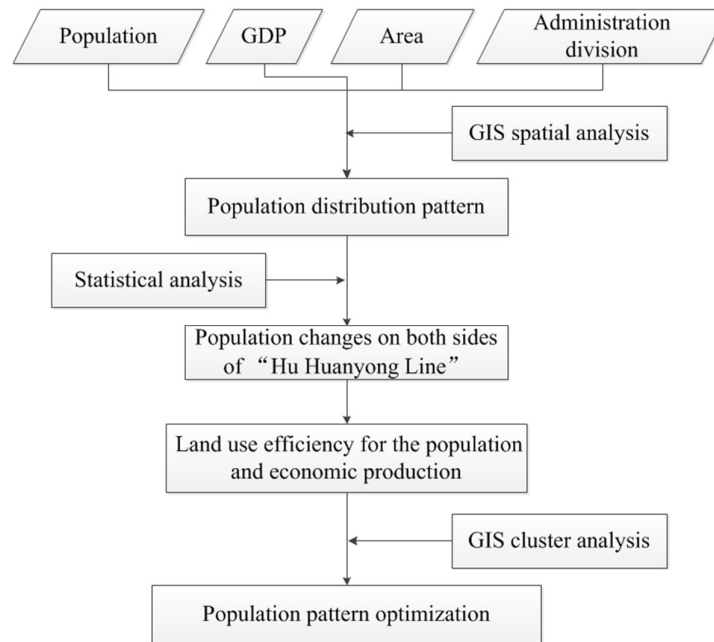 Population
GDP
Area
Administration
division
GIS spatial analysis
Population distribution pattern
Statistical analysis
Population changes on both sides
of “Hu Huanyong Line”
Land use efficiency for the population
and economic production
GIS cluster analysis
Population pattern optimization